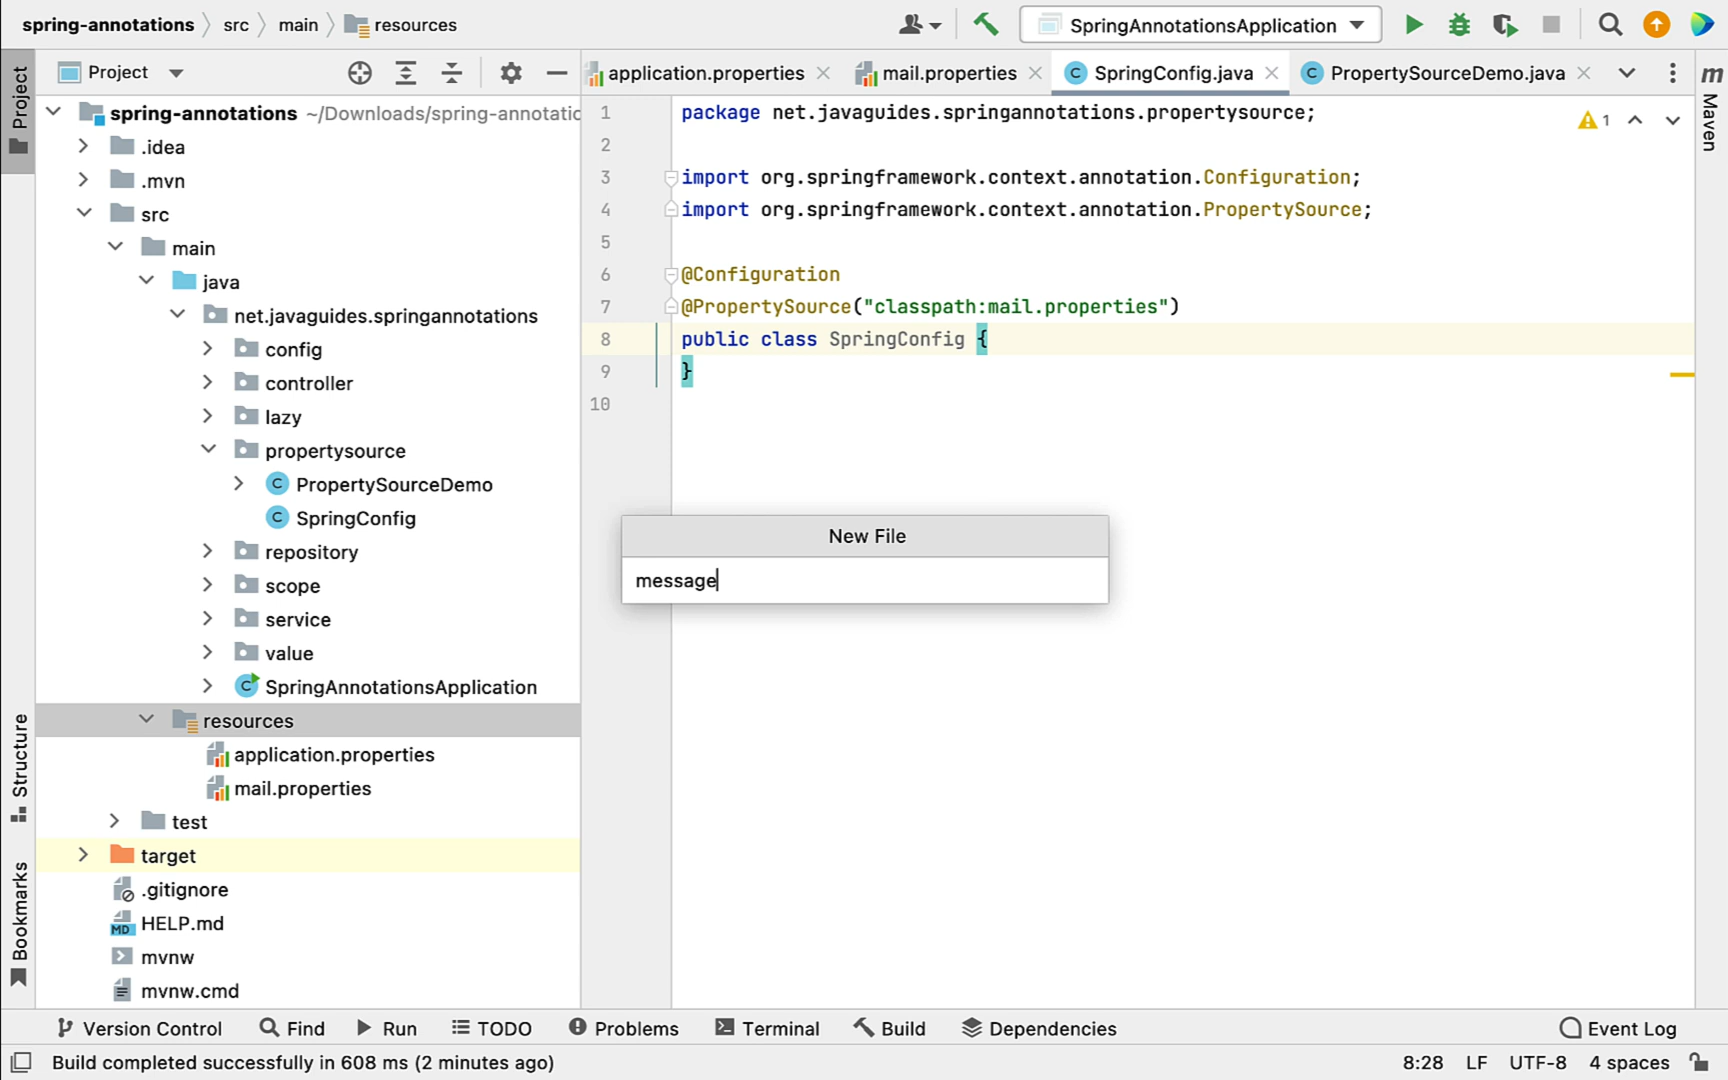 spring-annotations src main resources
SpringAnnotationsApplication
Project
application.properties mail.properties SpringConfig.java PropertySourceDemo.java
Project
Structure
Bookmarks
m Maven
spring-annotations ~/Downloads/spring-annotatio
.idea
.mvn
src
main
java
net.javaguides.springannotations
config
controller
lazy
propertysource
C PropertySourceDemo
C SpringConfig
repository
scope
service
value
C SpringAnnotationsApplication
resources
application.properties
mail.properties
test
target
.gitignore
MD HELP.md
mvnw
mvnw.cmd
1 package net.javaguides.springannotations.propertysource;
2
3 import org.springframework.context.annotation.Configuration;
4 import org.springframework.context.annotation.PropertySource;
5
6 @Configuration
7 @PropertySource("classpath:mail.properties")
8 public class SpringConfig {
9 }
10
1
New File
message
Version Control Find Run TODO Problems Terminal Build Dependencies Event Log
Build completed successfully in 608 ms (2 minutes ago) 8:28 LF UTF-8 4 spaces